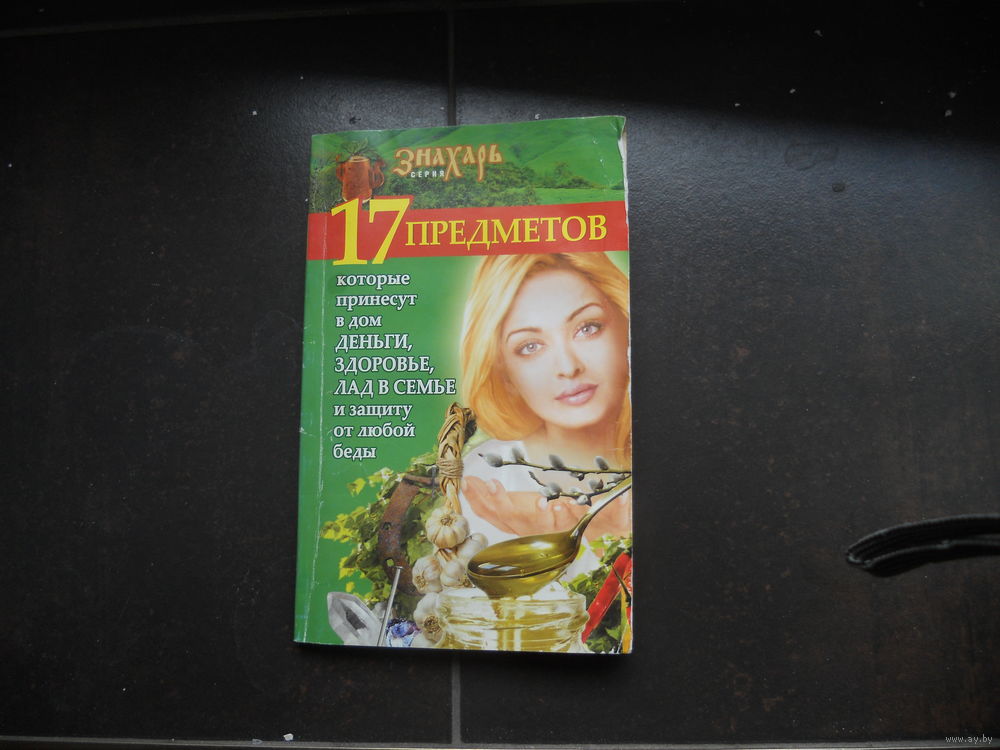 Знахарь
СЕРИЯ
17 ПРЕДМЕТОВ
которые
принесут
в дом
ДЕНЬГИ,
ЗДОРОВЬЕ,
ЛАД В СЕМЬЕ
и защиту
от любой
беды
www.ay.by